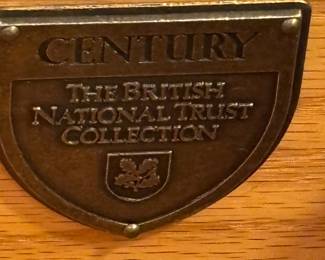 CENTURY
THE BRITISH
NATIONAL TRUST
COLLECTION